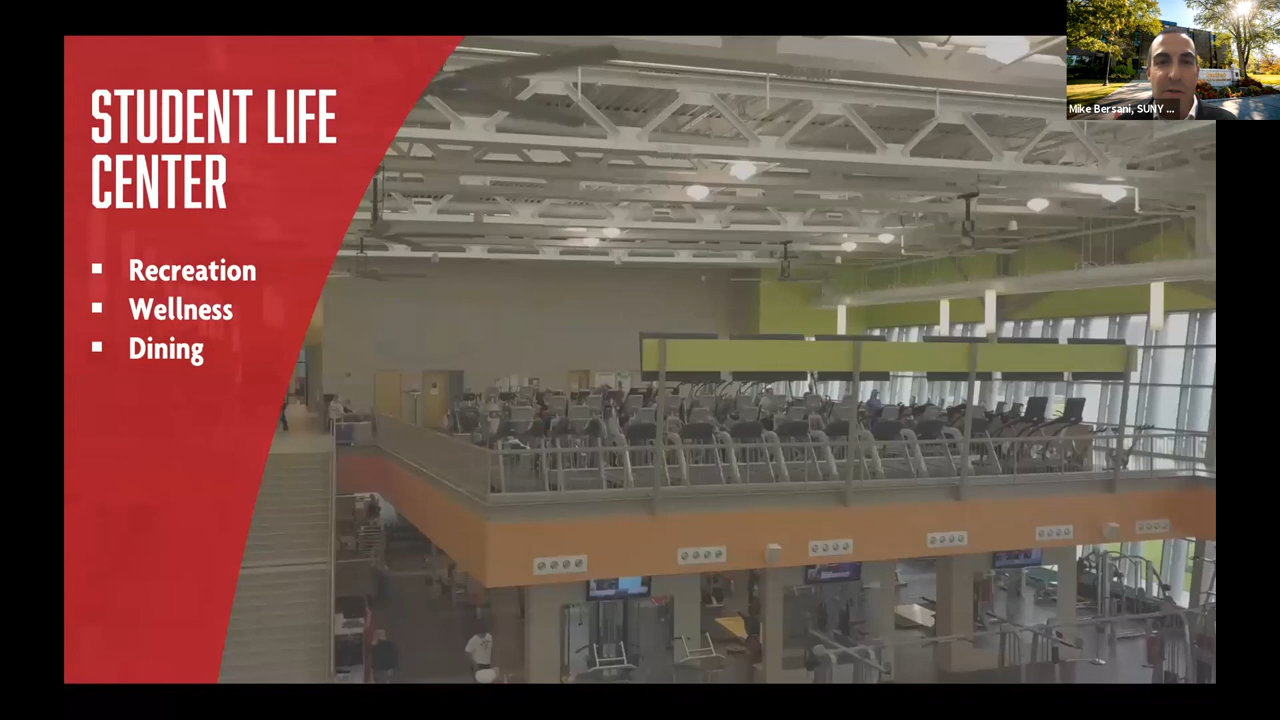 STUDENT LIFE
CENTER
▪ Recreation
▪ Wellness
▪ Dining
Mike Bersani, SUNY ...